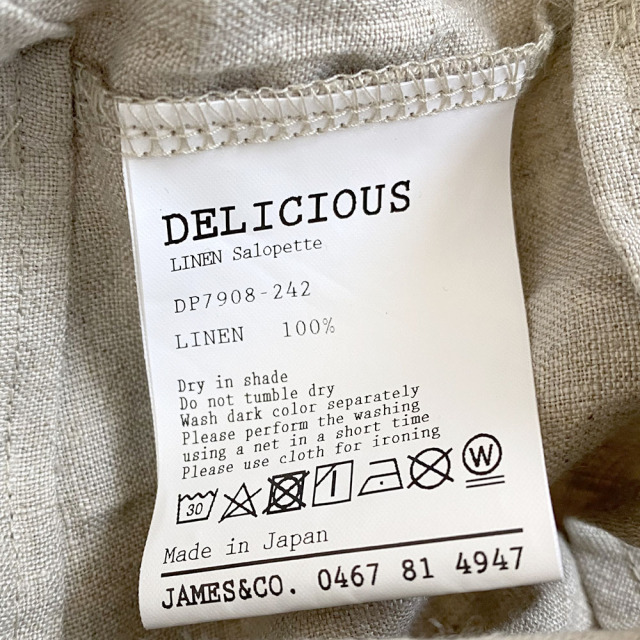 DELICIOUS
LINEN Salopette
DP7908-242
LINEN 100%
Dry in shade
Do not tumble dry
Wash dark color separately
Please perform the washing
using a net in a short time
Please use cloth for ironing
30 W
Made in Japan
JAMES&CO. 0467 81 4947